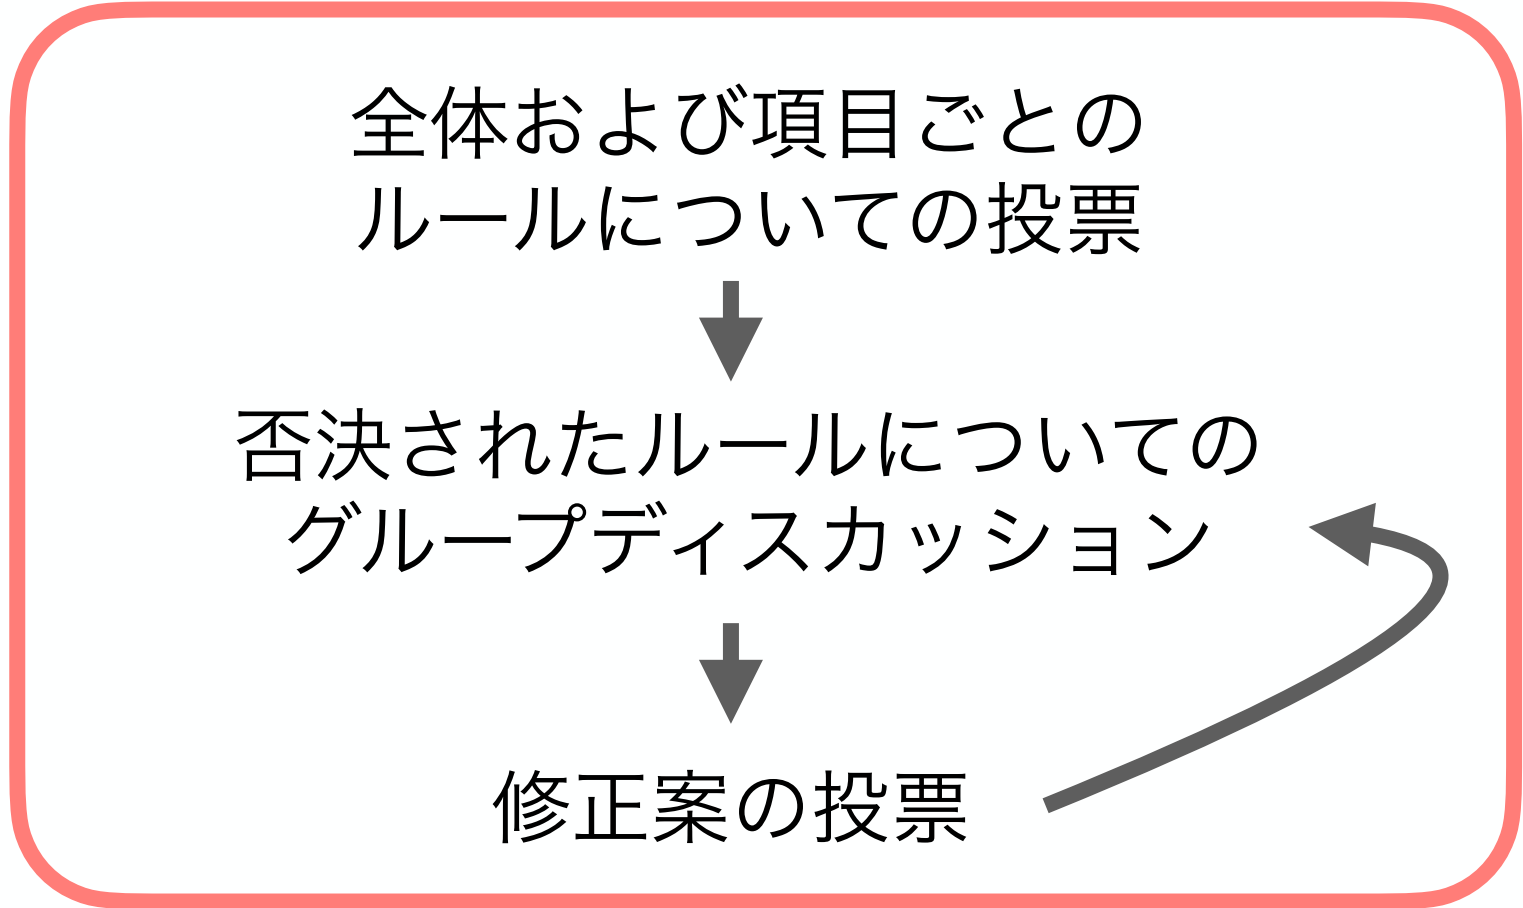 全体および項目ごとの
ルールについての投票
否決されたルールについての
グループディスカッション
修正案の投票